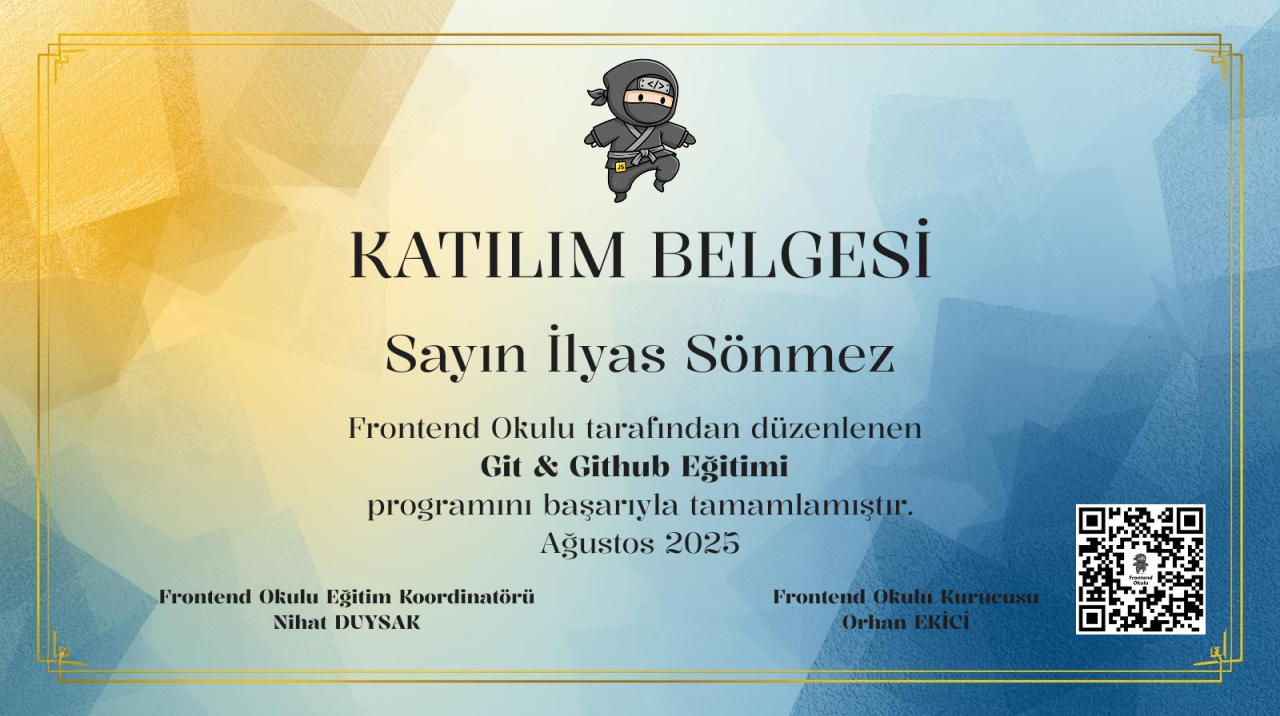 </>
JS
KATILIM BELGESİ
Sayın İlyas Sönmez
Frontend Okulu tarafından düzenlenen
Git & Github Eğitimi
programını başarıyla tamamlamıştır.
Ağustos 2025
Frontend Okulu Eğitim Koordinatörü
Nihat DUYSAK
Frontend Okulu Kurucusu
Orhan EKİCİ
Frontend
Okulu